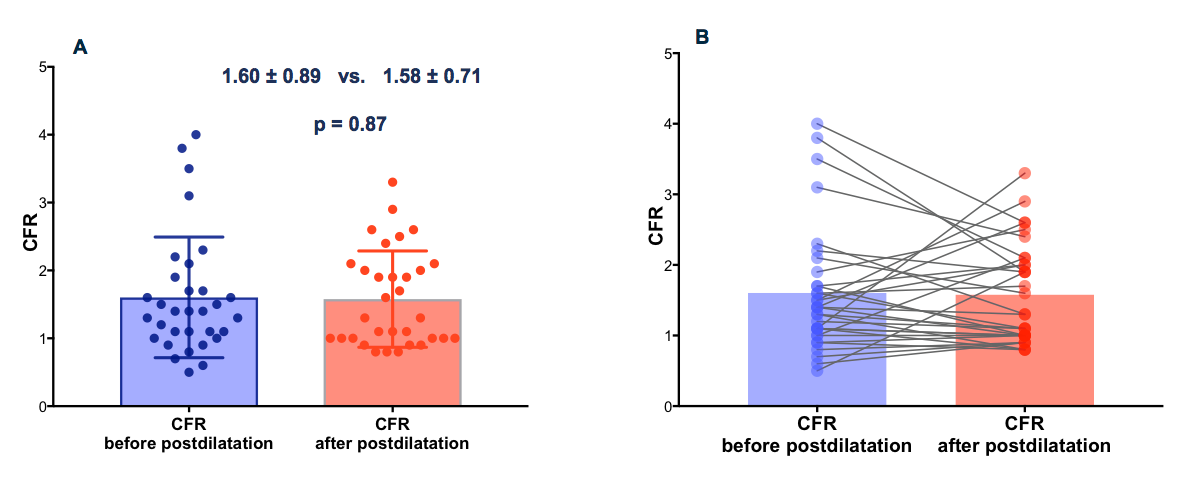 A
1.60 ± 0.89 vs. 1.58 ± 0.71
p = 0.87
5
4
3
2
1
0
CFR
CFR
before postdilatation
CFR
after postdilatation
B
5
4
3
2
1
0
CFR
CFR
before postdilatation
CFR
after postdilatation